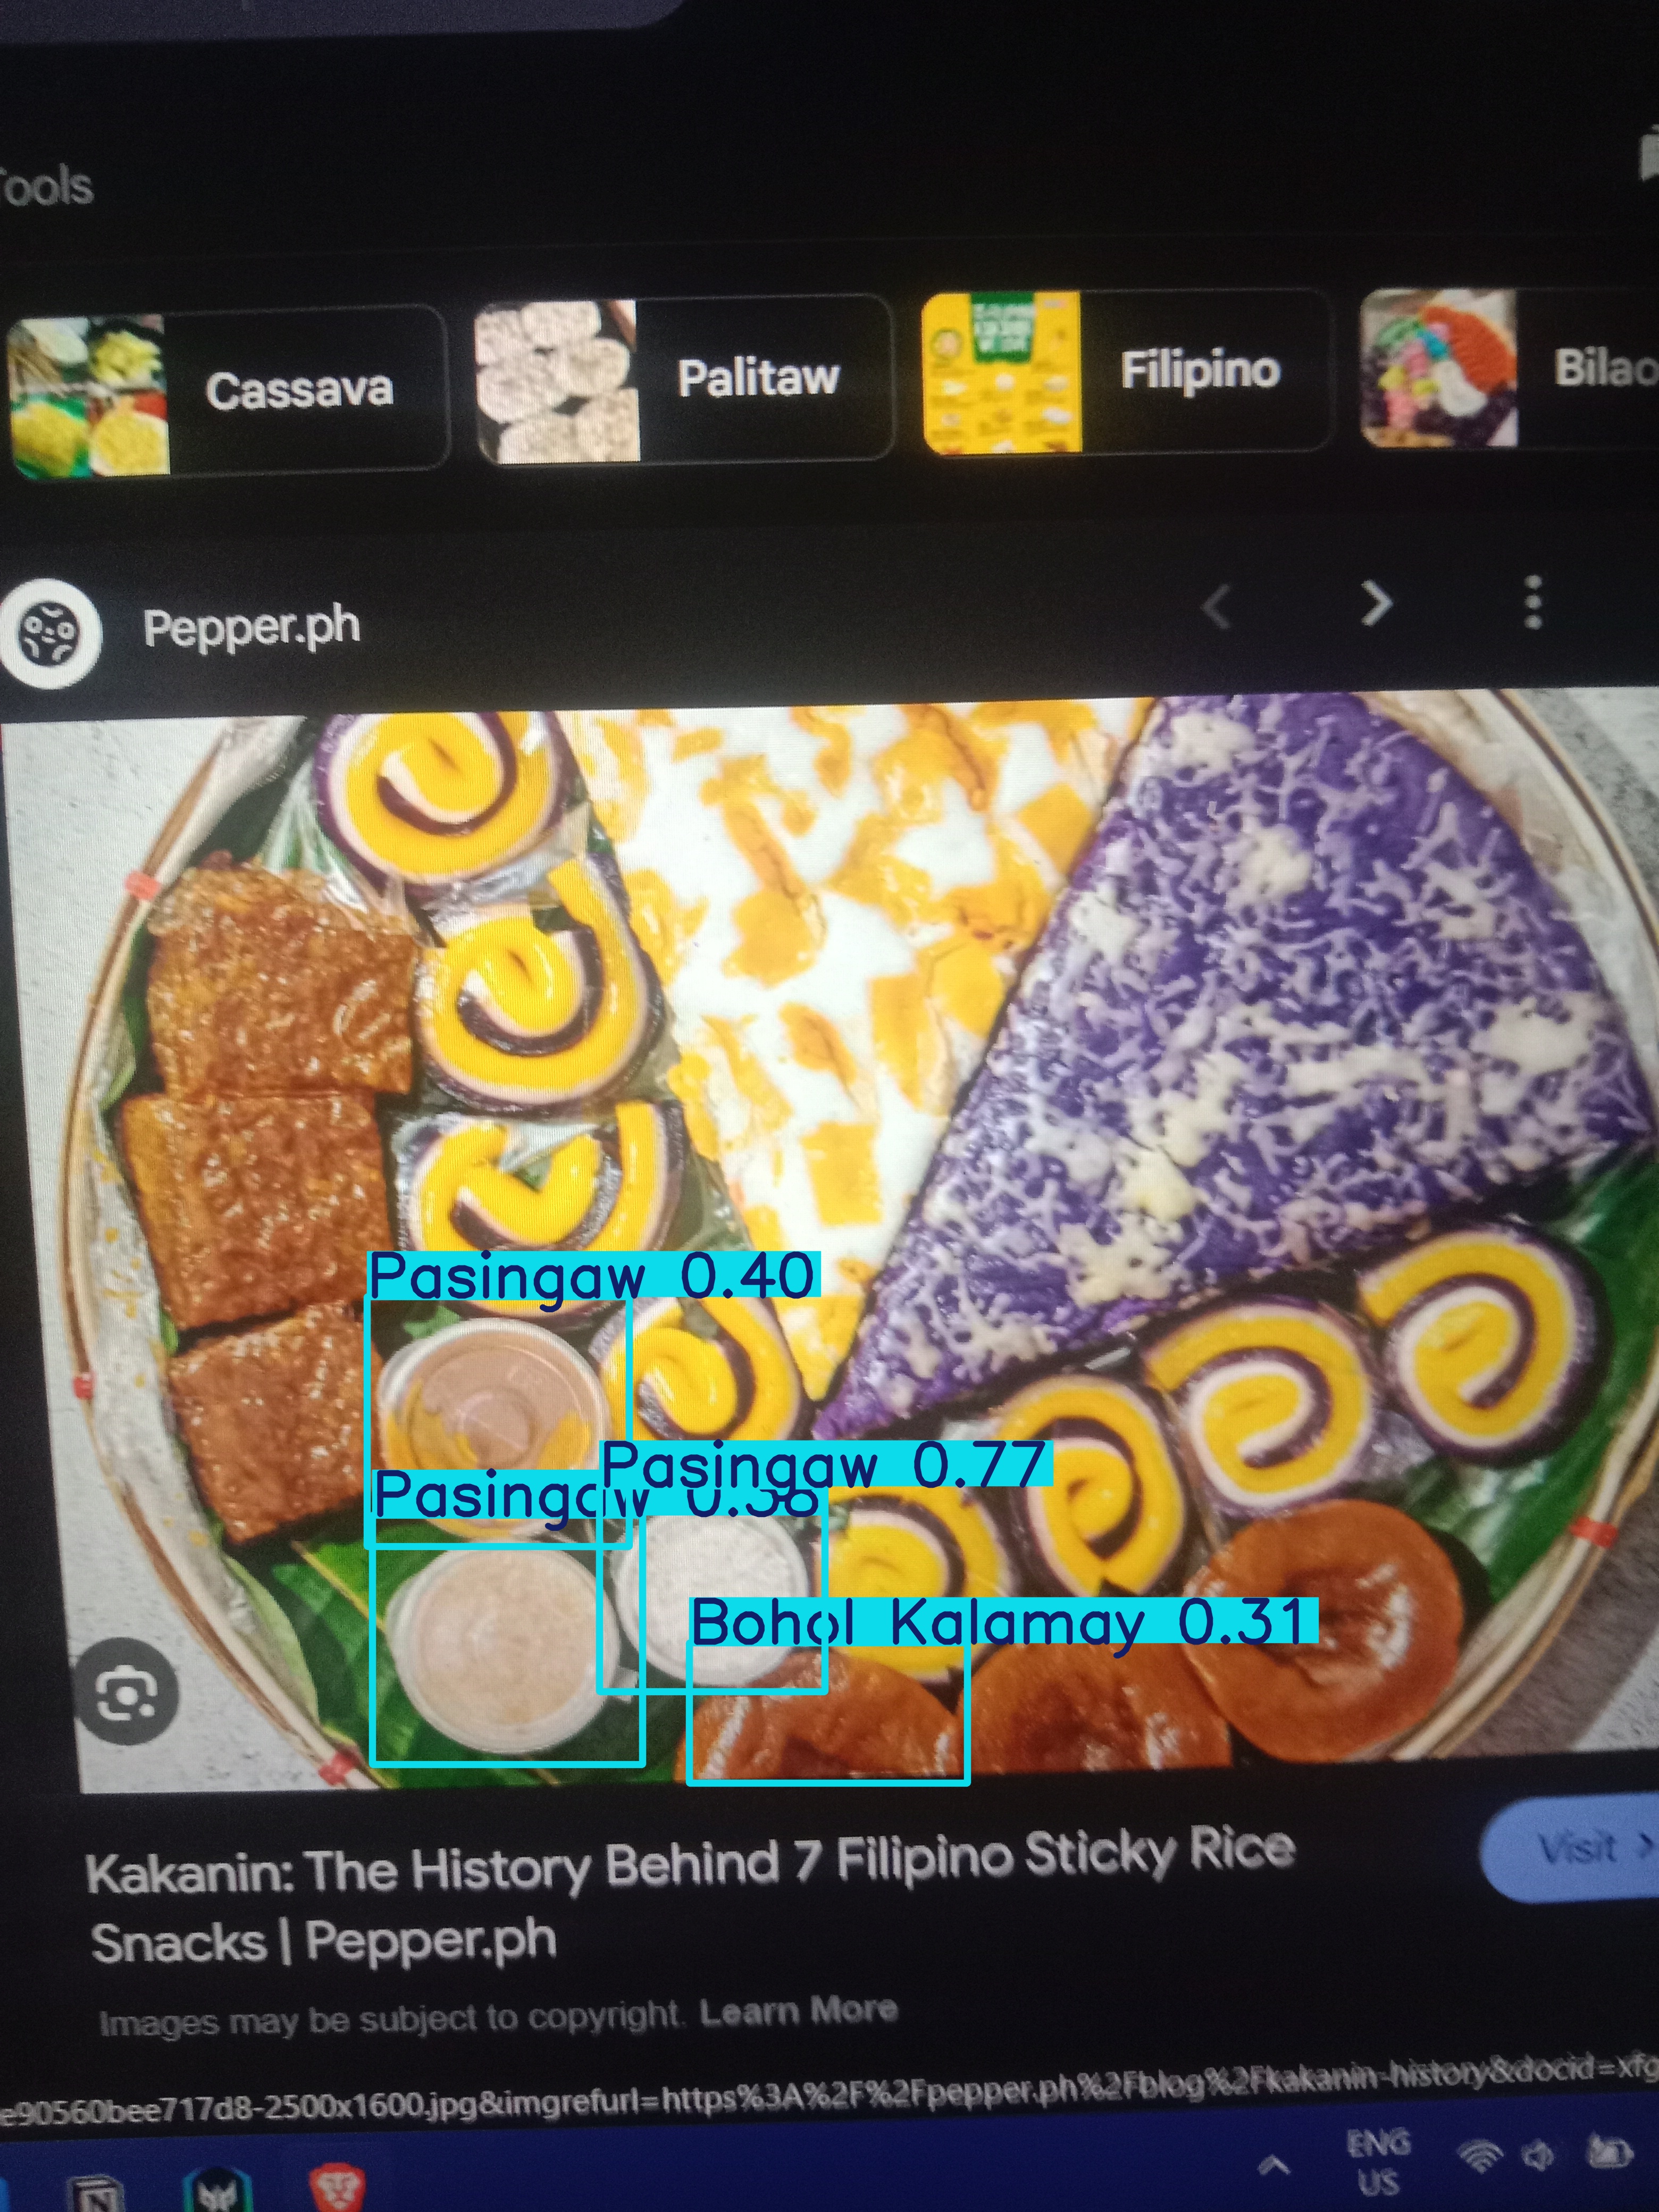 Tools
Cassava
Palitaw
Filipino
Bilao
Pepper.ph
Pasingaw 0.40
Pasingaw 0.77
Pasingaw 0.38
Bohol Kalamay 0.31
Kakanin: The History Behind 7 Filipino Sticky Rice
Snacks | Pepper.ph
Visit >
Images may be subject to copyright. Learn More
e90560bee717d8-2500x1600.jpg&imgrefurl=https%3A%2F%2Fpepper.ph%2Fblog%2Fkakanin-history&docid=xfg
ENG
US